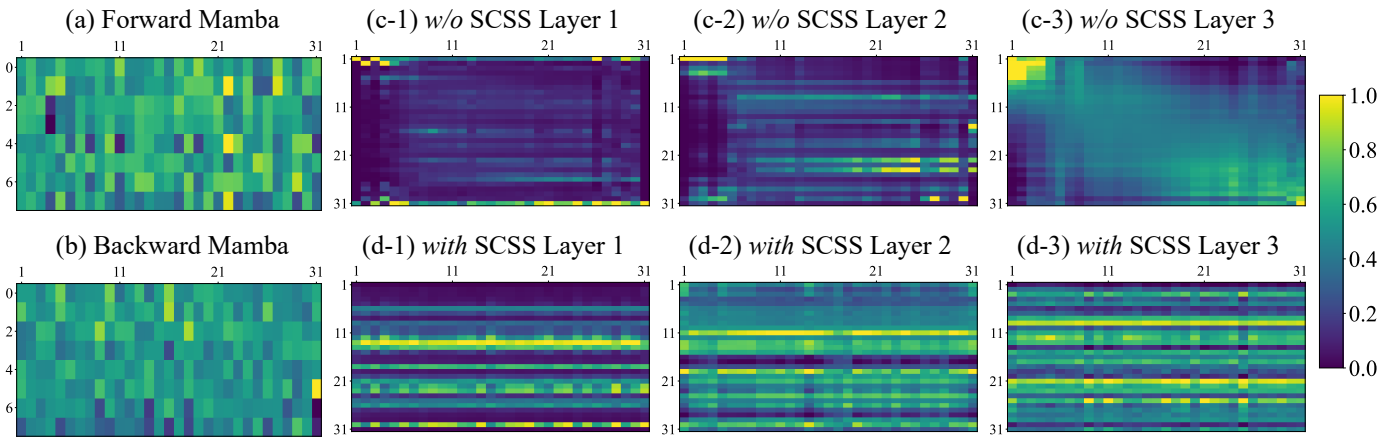 (a) Forward Mamba
(c-1) w/o SCSS Layer 1
(c-2) w/o SCSS Layer 2
(c-3) w/o SCSS Layer 3
1 11 21 31
1 11 21 31
1 11 21 31
1 11 21 31
0
2
4
6
1
11
21
31
1
11
21
31
1
11
21
31
1.0
0.8
0.6
0.4
0.2
0.0
(b) Backward Mamba
(d-1) with SCSS Layer 1
(d-2) with SCSS Layer 2
(d-3) with SCSS Layer 3
1 11 21 31
1 11 21 31
1 11 21 31
1 11 21 31
0
2
4
6
1
11
21
31
1
11
21
31
1
11
21
31